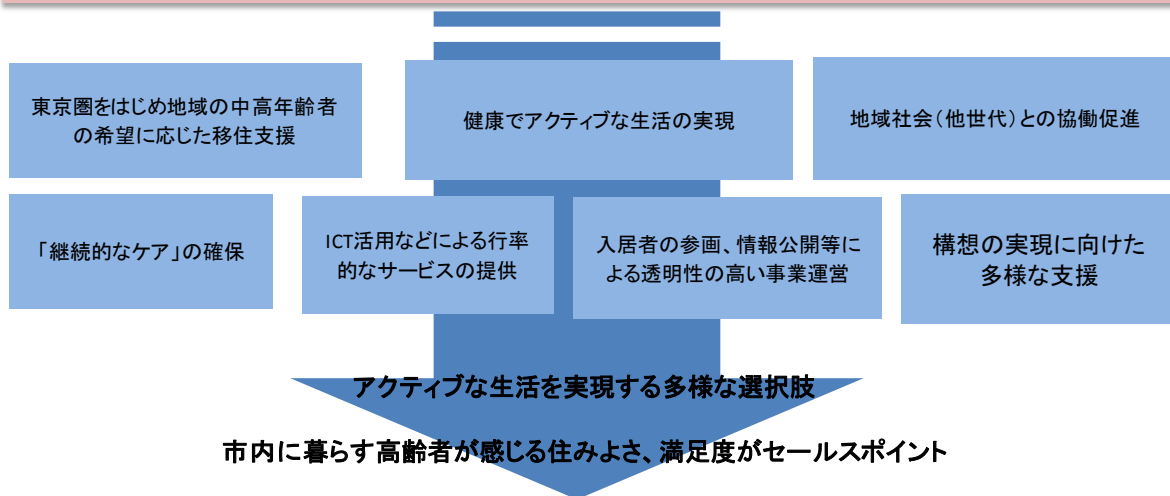 東京圏をはじめ地域の中高年齢者
の希望に応じた移住支援
健康でアクティブな生活の実現
地域社会(他世代)との協働促進
「継続的なケア」の確保
ICT活用などによる行率
的なサービスの提供
入居者の参画、情報公開等に
よる透明性の高い事業運営
構想の実現に向けた
多様な支援
アクティブな生活を実現する多様な選択肢
市内に暮らす高齢者が感じる住みよさ、満足度がセールスポイント